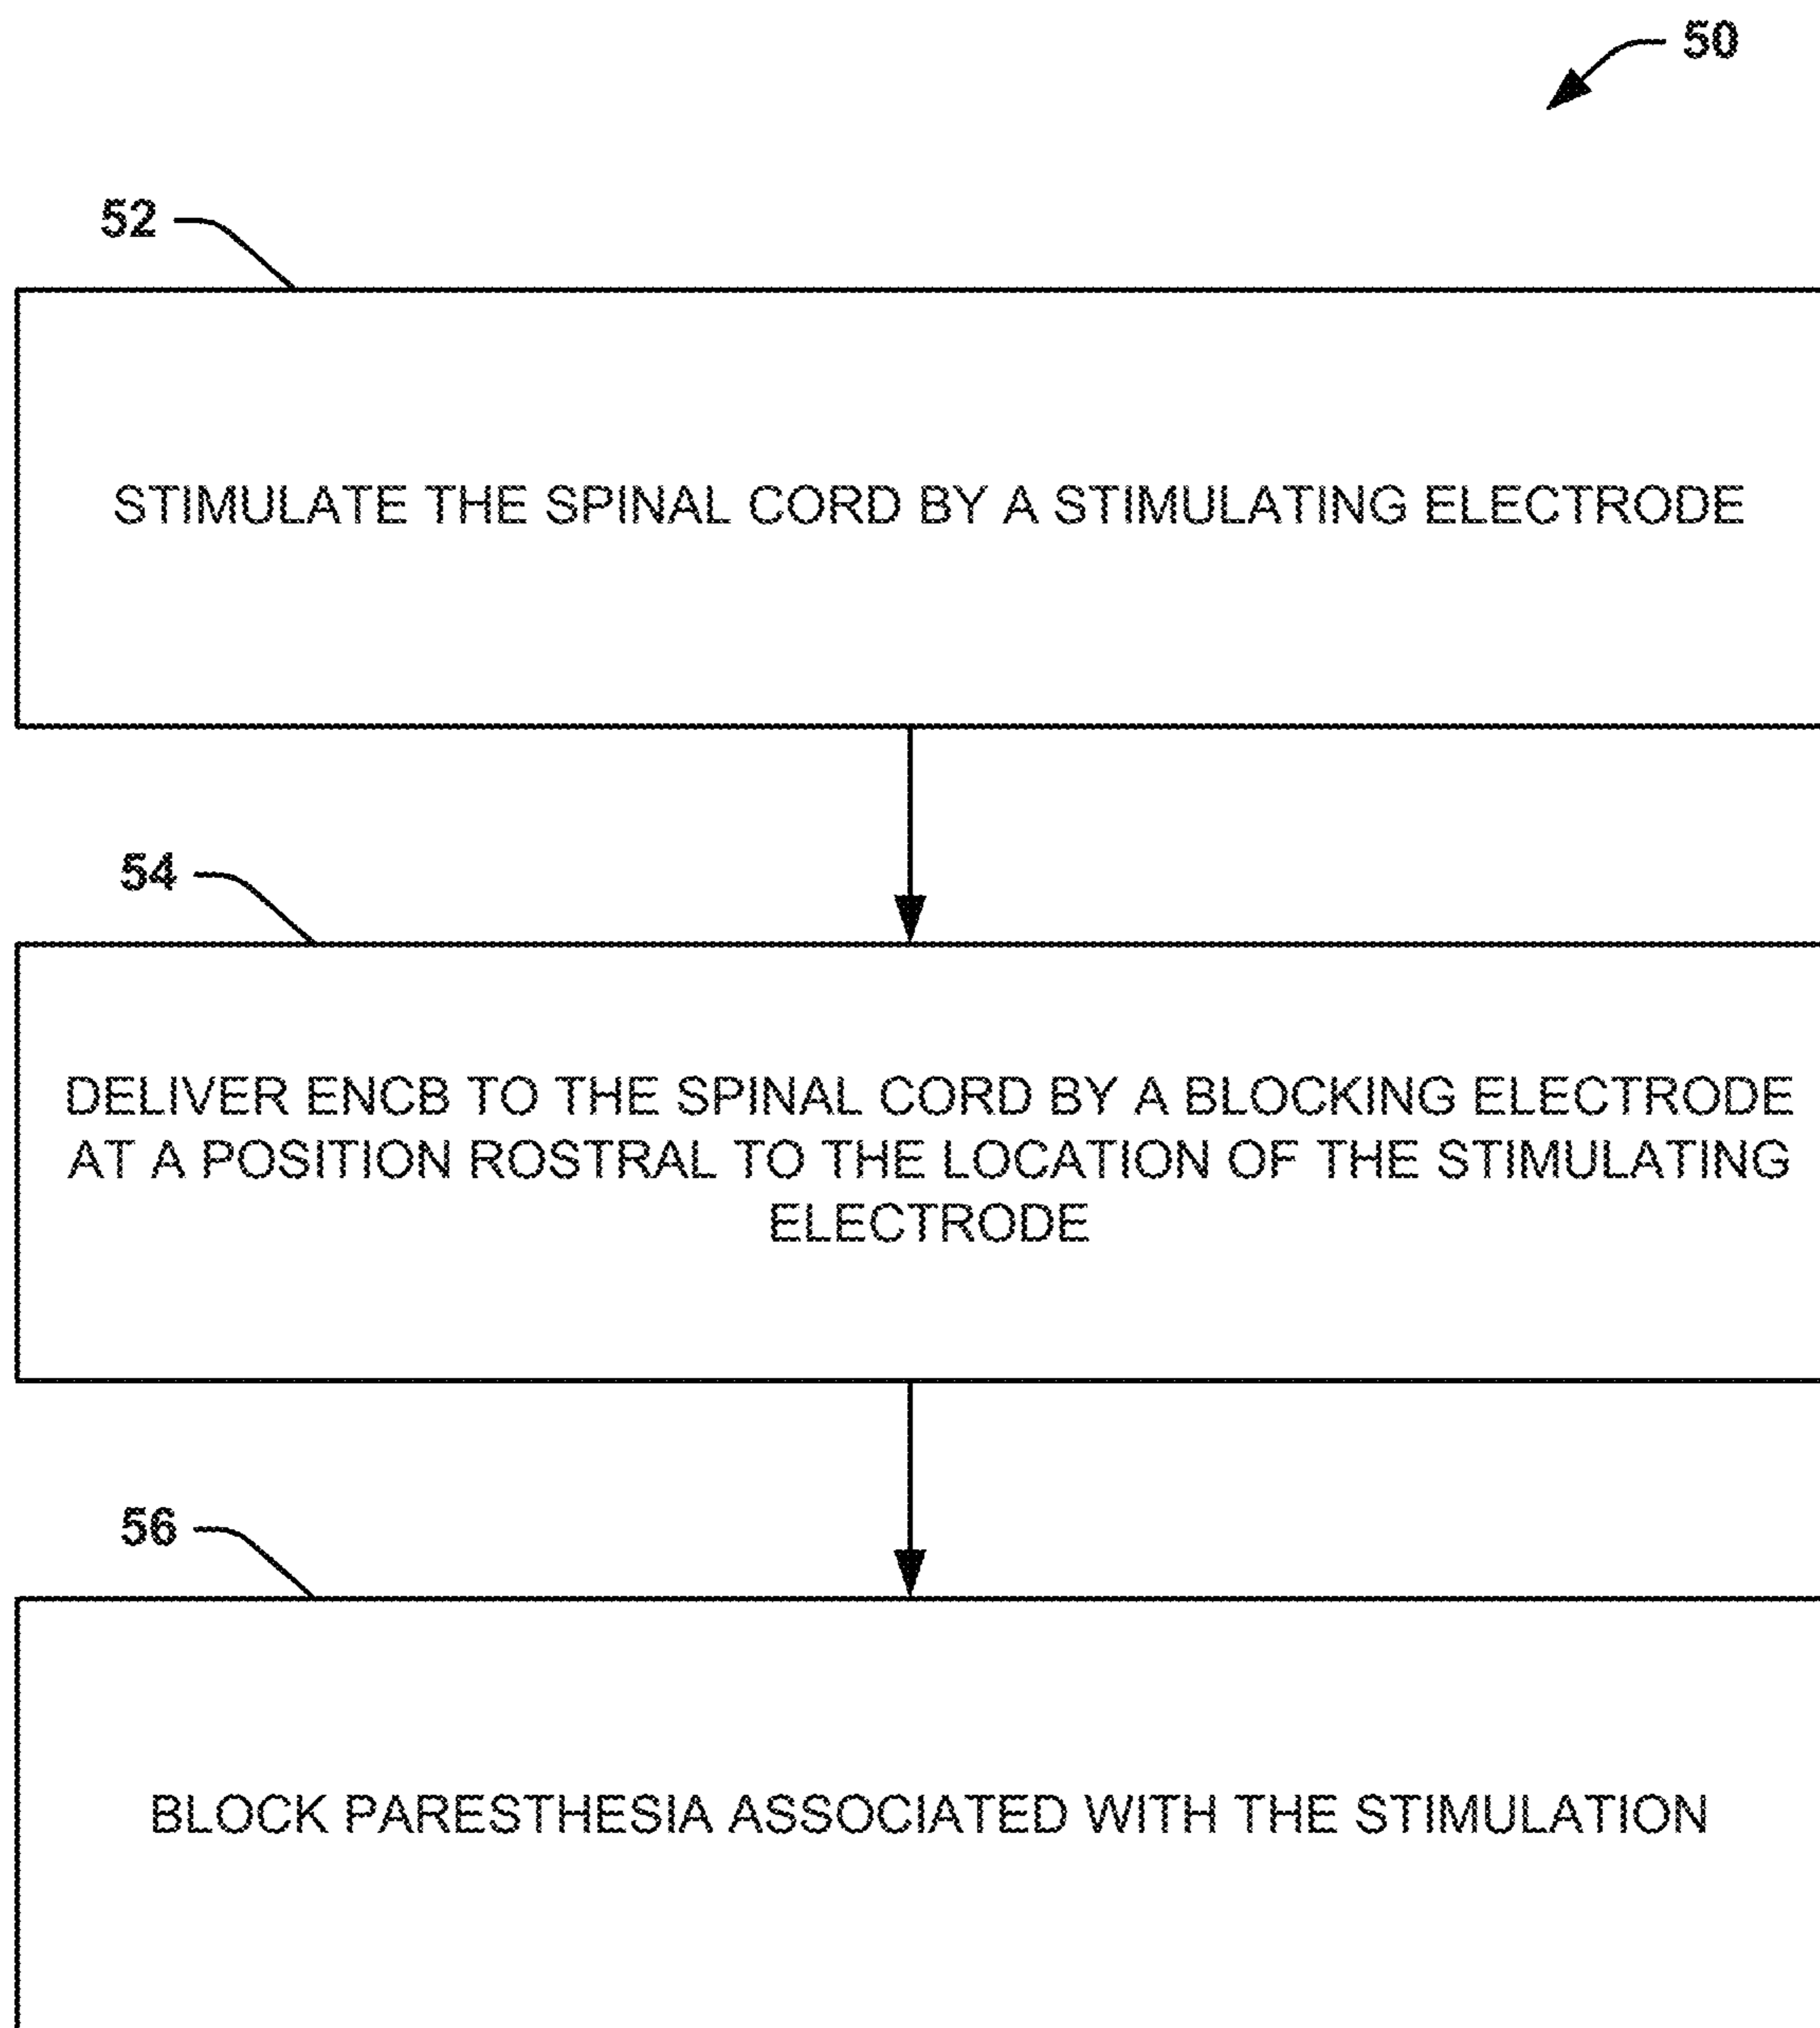 50
52
STIMULATE THE SPINAL CORD BY A STIMULATING ELECTRODE
54
DELIVER ENCB TO THE SPINAL CORD BY A BLOCKING ELECTRODE
AT A POSITION ROSTRAL TO THE LOCATION OF THE STIMULATING
ELECTRODE
56
BLOCK PARESTHESIA ASSOCIATED WITH THE STIMULATION